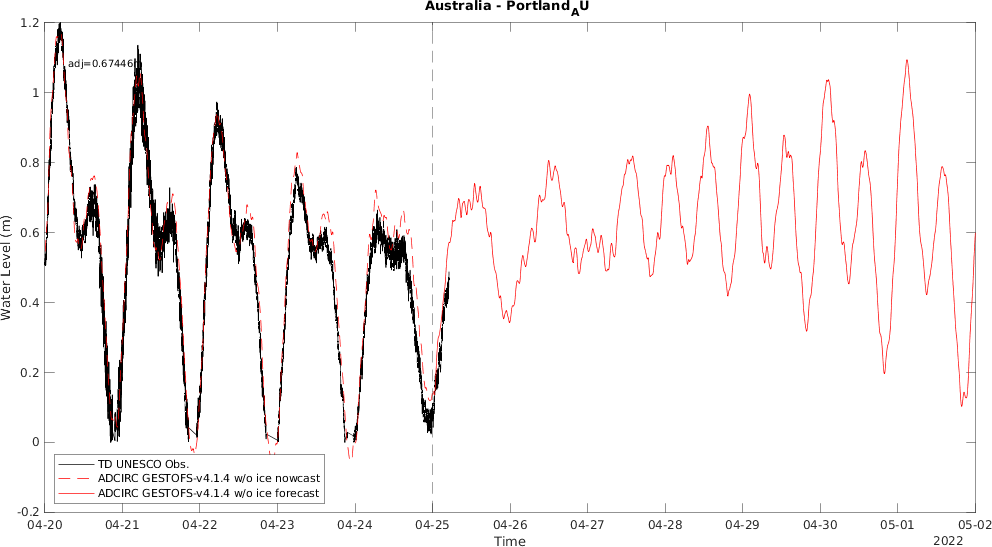 Australia - Portland_AU
adj=0.67446
Water Level (m)
1.2
1
0.8
0.6
0.4
0.2
0
-0.2
TD UNESCO Obs.
ADCIRC GESTOFS-v4.1.4 w/o ice nowcast
ADCIRC GESTOFS-v4.1.4 w/o ice forecast
04-20 04-21 04-22 04-23 04-24 04-25 04-26 04-27 04-28 04-29 04-30 05-01 05-02
Time
2022